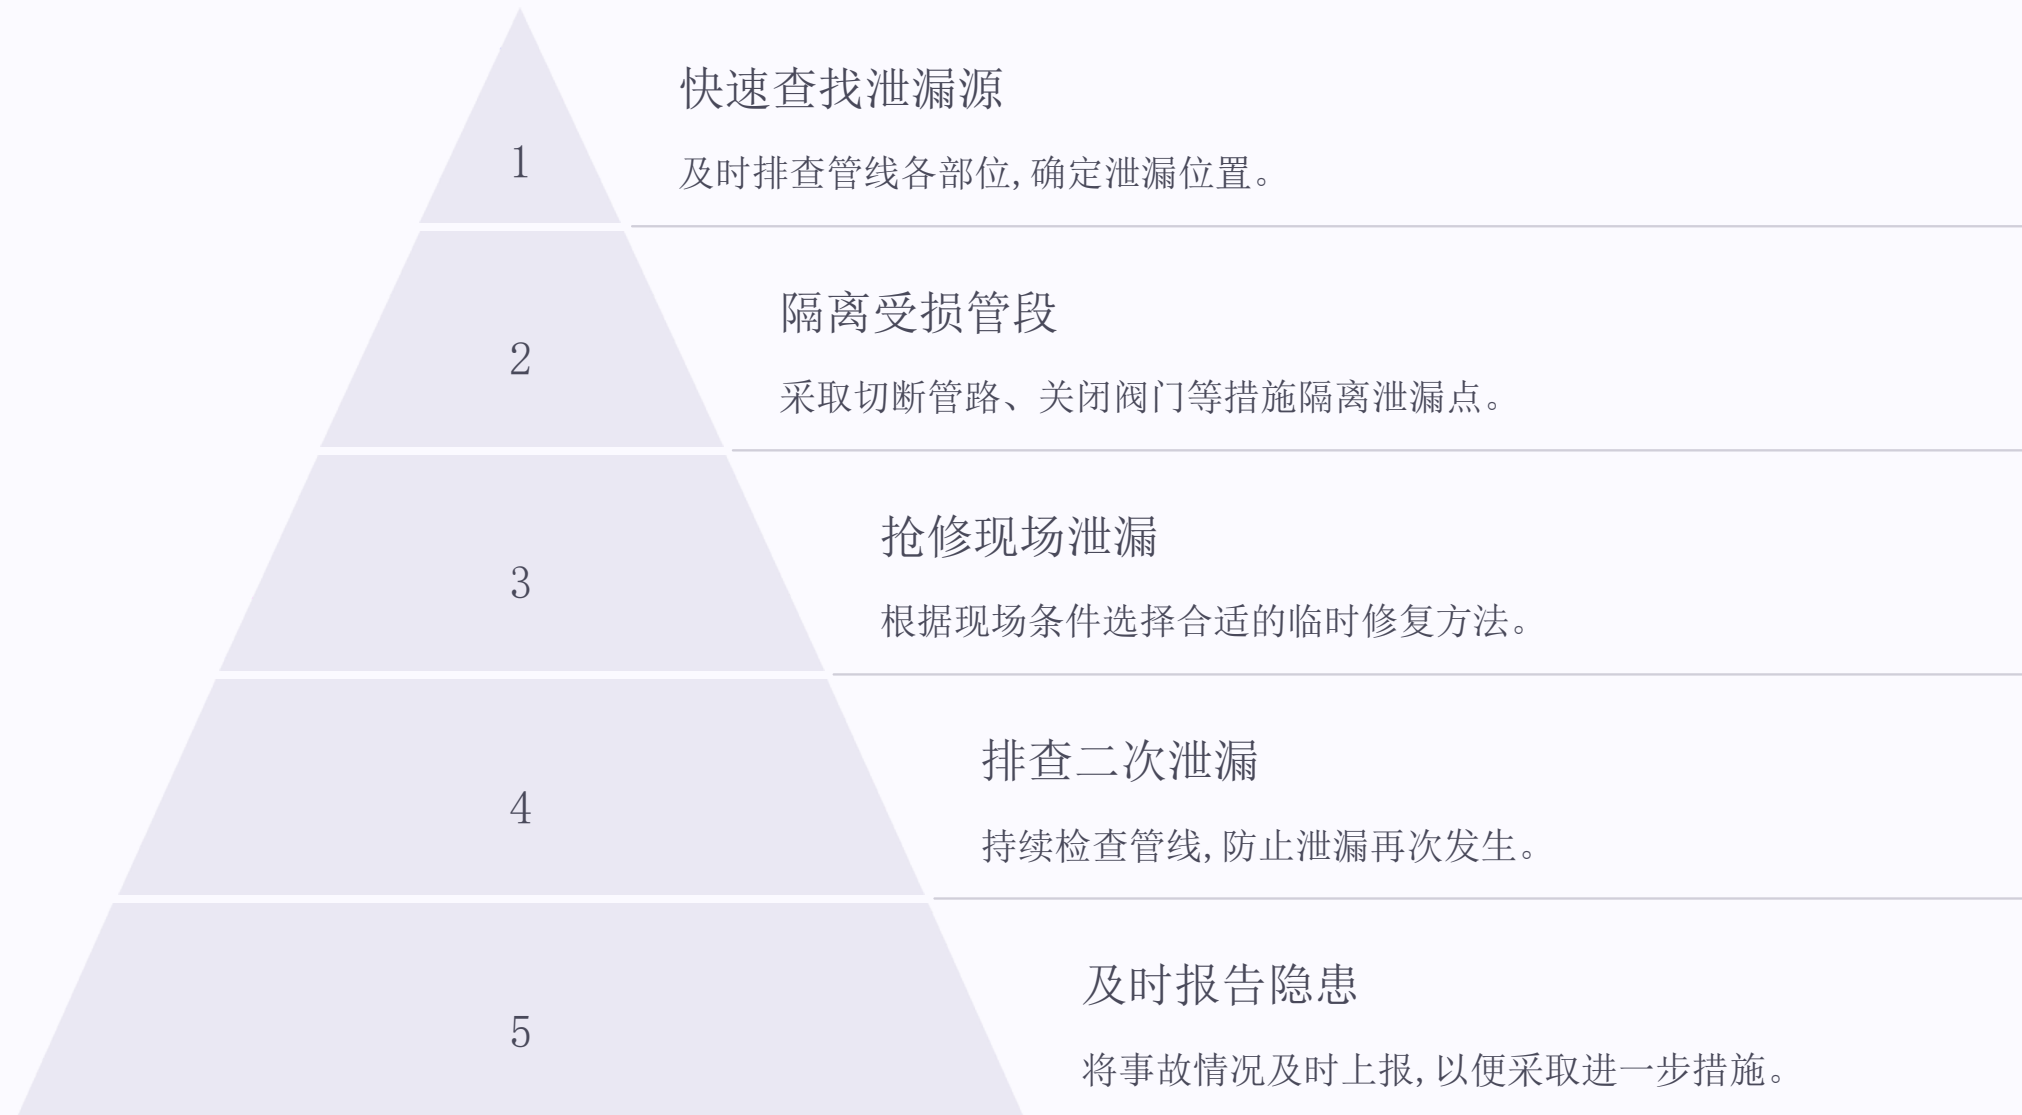 快速查找泄漏源
1
及时排查管线各部位,确定泄漏位置。
隔离受损管段
2
采取切断管路、关闭阀门等措施隔离泄漏点。
抢修现场泄漏
3
根据现场条件选择合适的临时修复方法。
排查二次泄漏
4
持续检查管线,防止泄漏再次发生。
及时报告隐患
5
将事故情况及时上报,以便采取进一步措施。